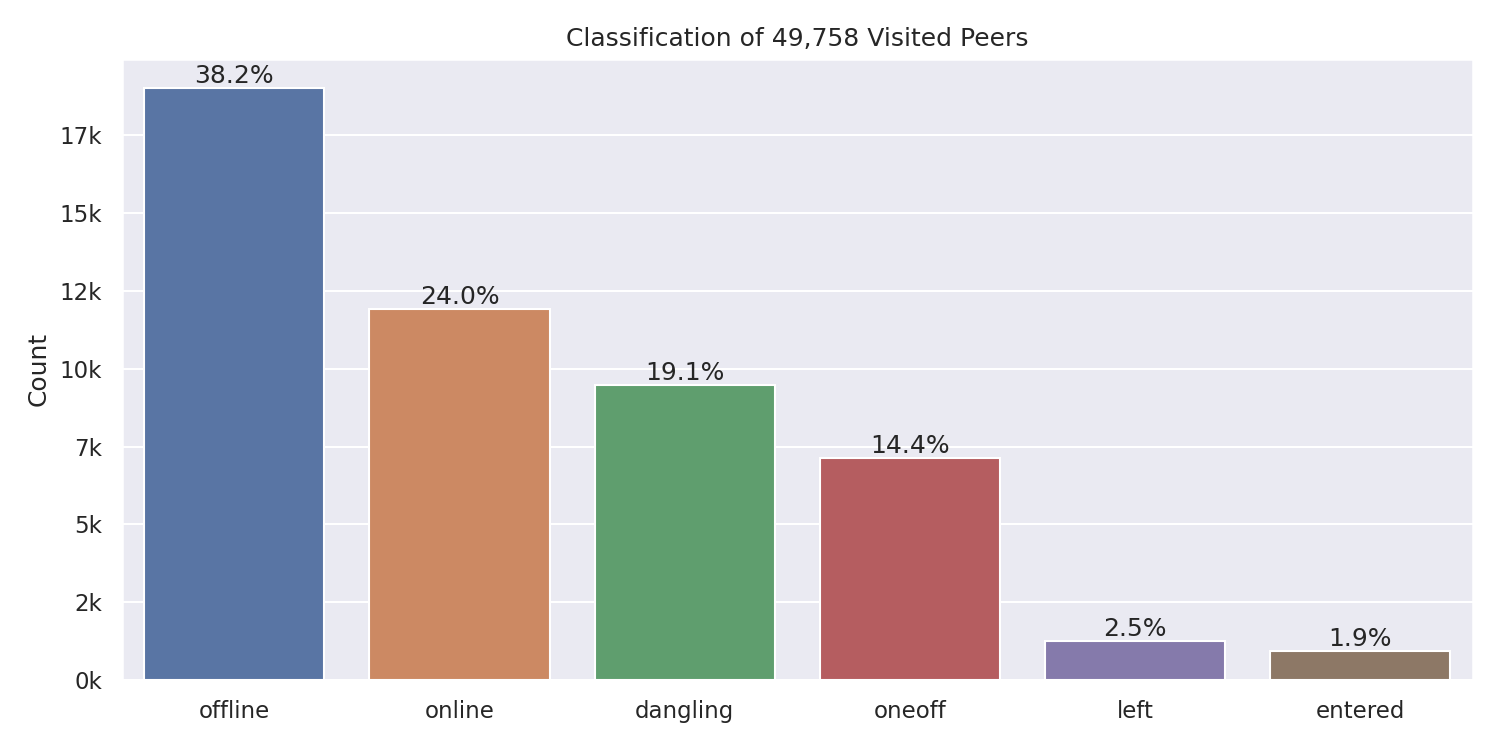 Classification of 49,758 Visited Peers
38.2%
17k
15k
12k
24.0%
10k
19.1%
Count
7k
14.4%
5k
2k
2.5%
1.9%
0k
offline
online
dangling
oneoff
left
entered